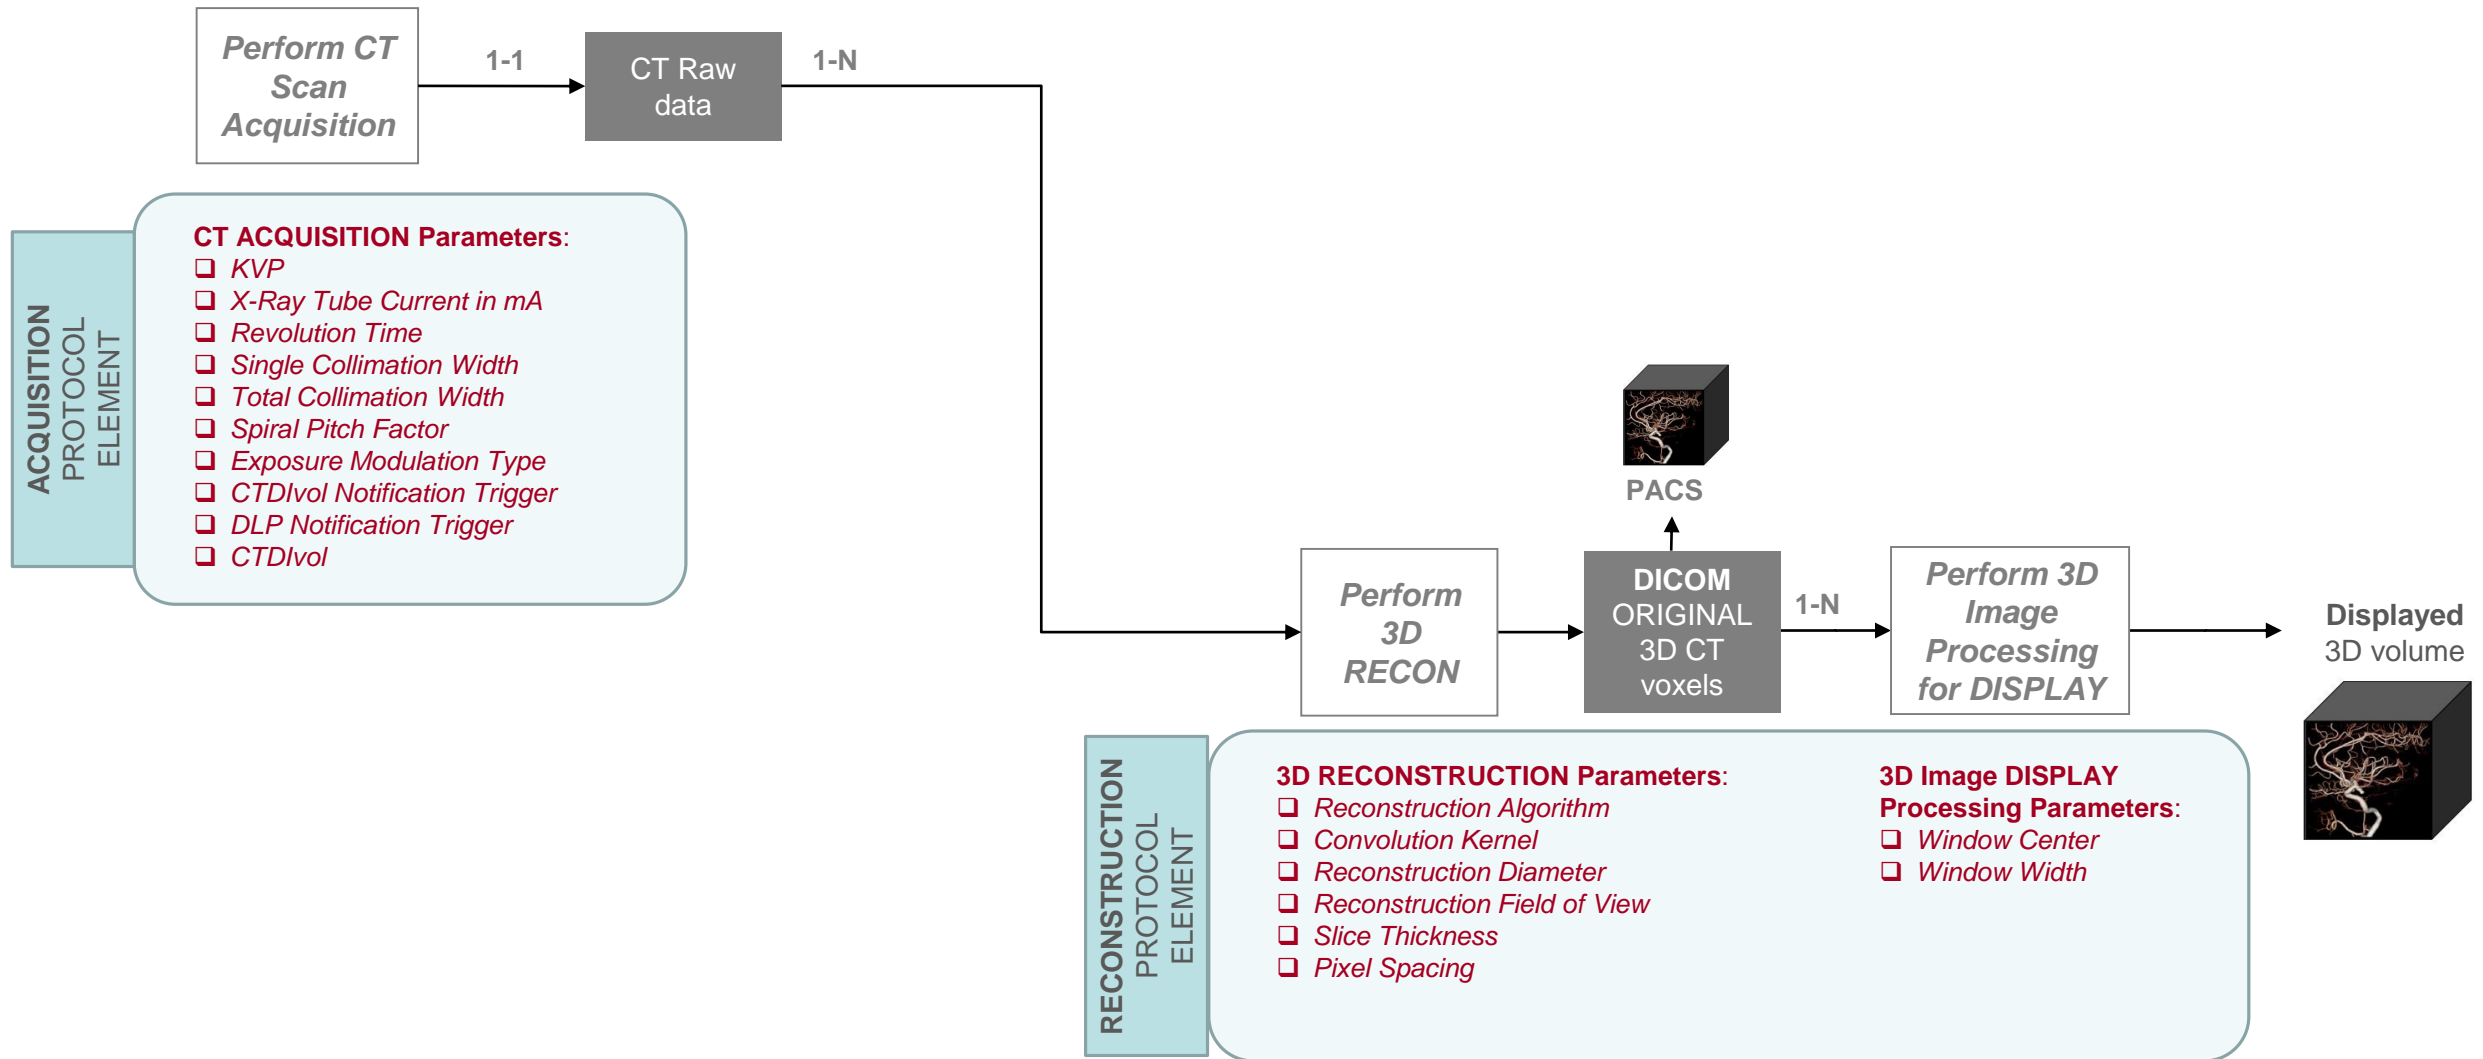 Perform CT
Scan
Acquisition
1-1
CT Raw
data
1-N
ACQUISITION
PROTOCOL
ELEMENT
CT ACQUISITION Parameters:
❑ KVP
❑ X-Ray Tube Current in mA
❑ Revolution Time
❑ Single Collimation Width
❑ Total Collimation Width
❑ Spiral Pitch Factor
❑ Exposure Modulation Type
❑ CTDIvol Notification Trigger
❑ DLP Notification Trigger
❑ CTDIvol
PACS
Perform
3D
RECON
DICOM
ORIGINAL
3D CT
voxels
1-N
Perform 3D
Image
Processing
for DISPLAY
Displayed
3D volume
RECONSTRUCTION
PROTOCOL
ELEMENT
3D RECONSTRUCTION Parameters:
❑ Reconstruction Algorithm
❑ Convolution Kernel
❑ Reconstruction Diameter
❑ Reconstruction Field of View
❑ Slice Thickness
❑ Pixel Spacing
3D Image DISPLAY
Processing Parameters:
❑ Window Center
❑ Window Width